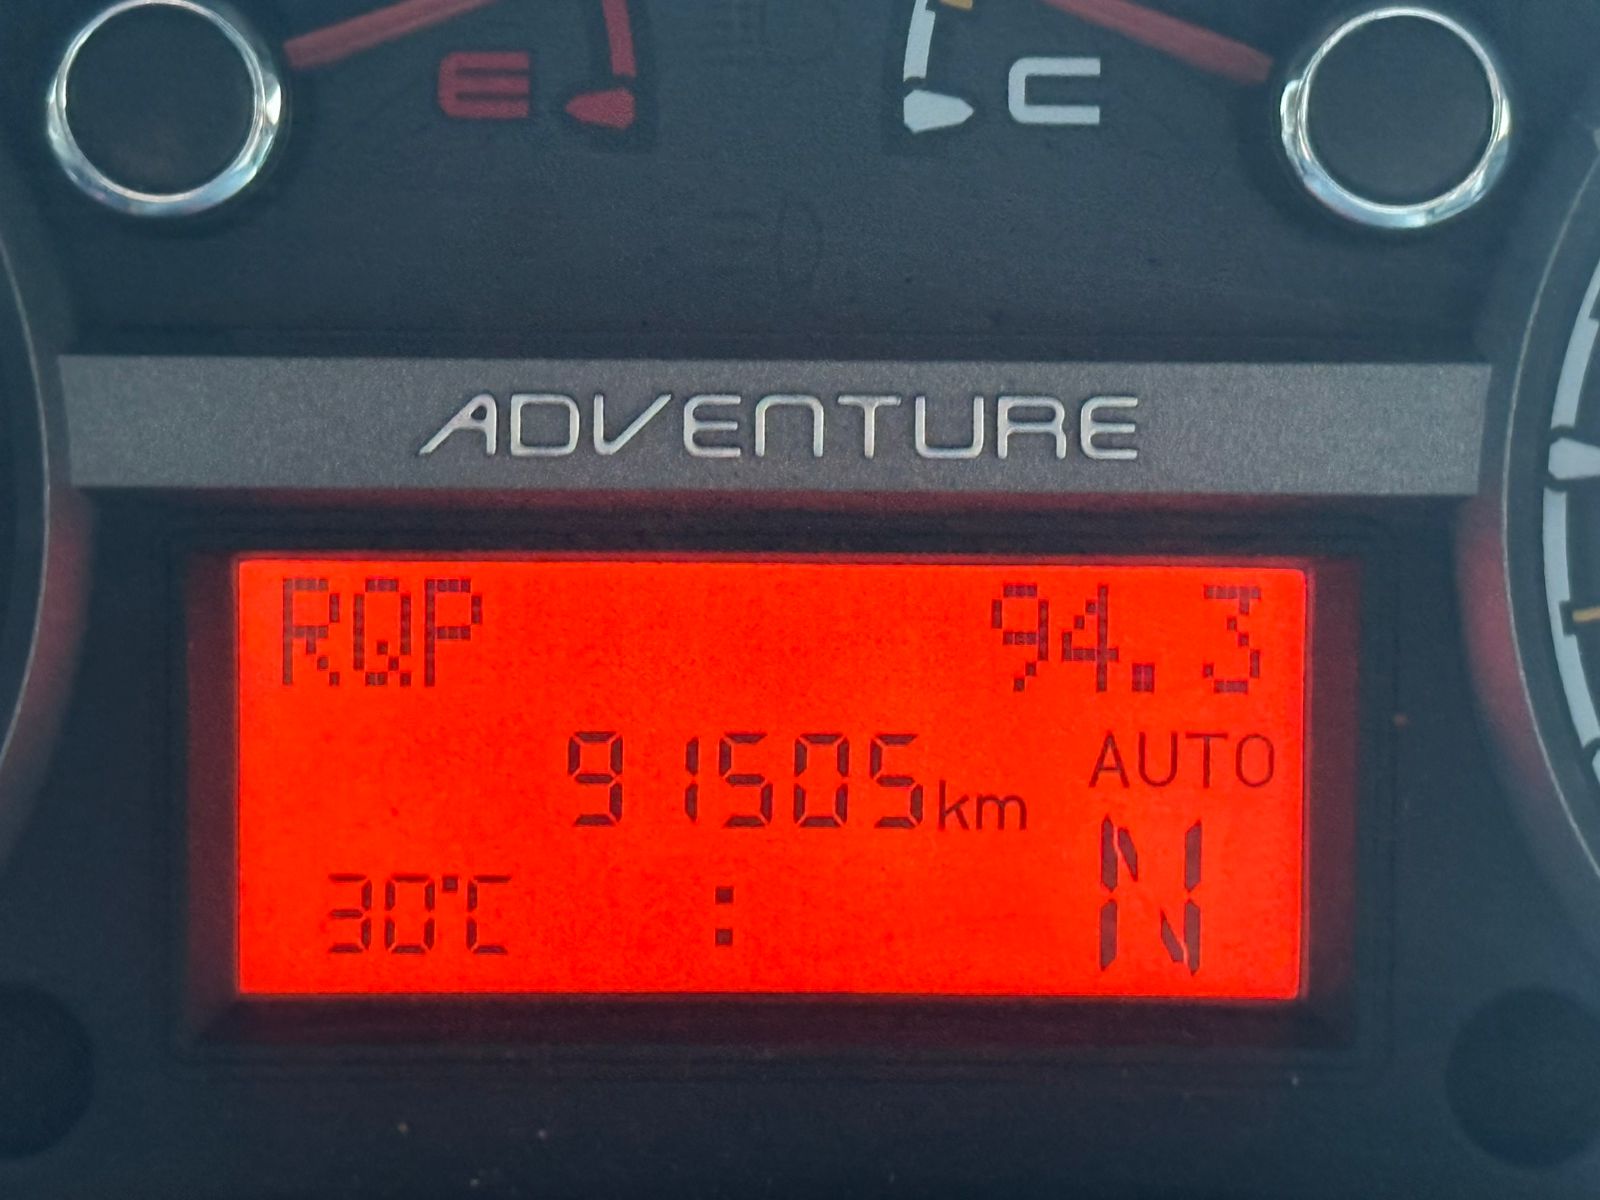 E C
ADVENTURE
RQP 94.3
91505km AUTO
30°C : N